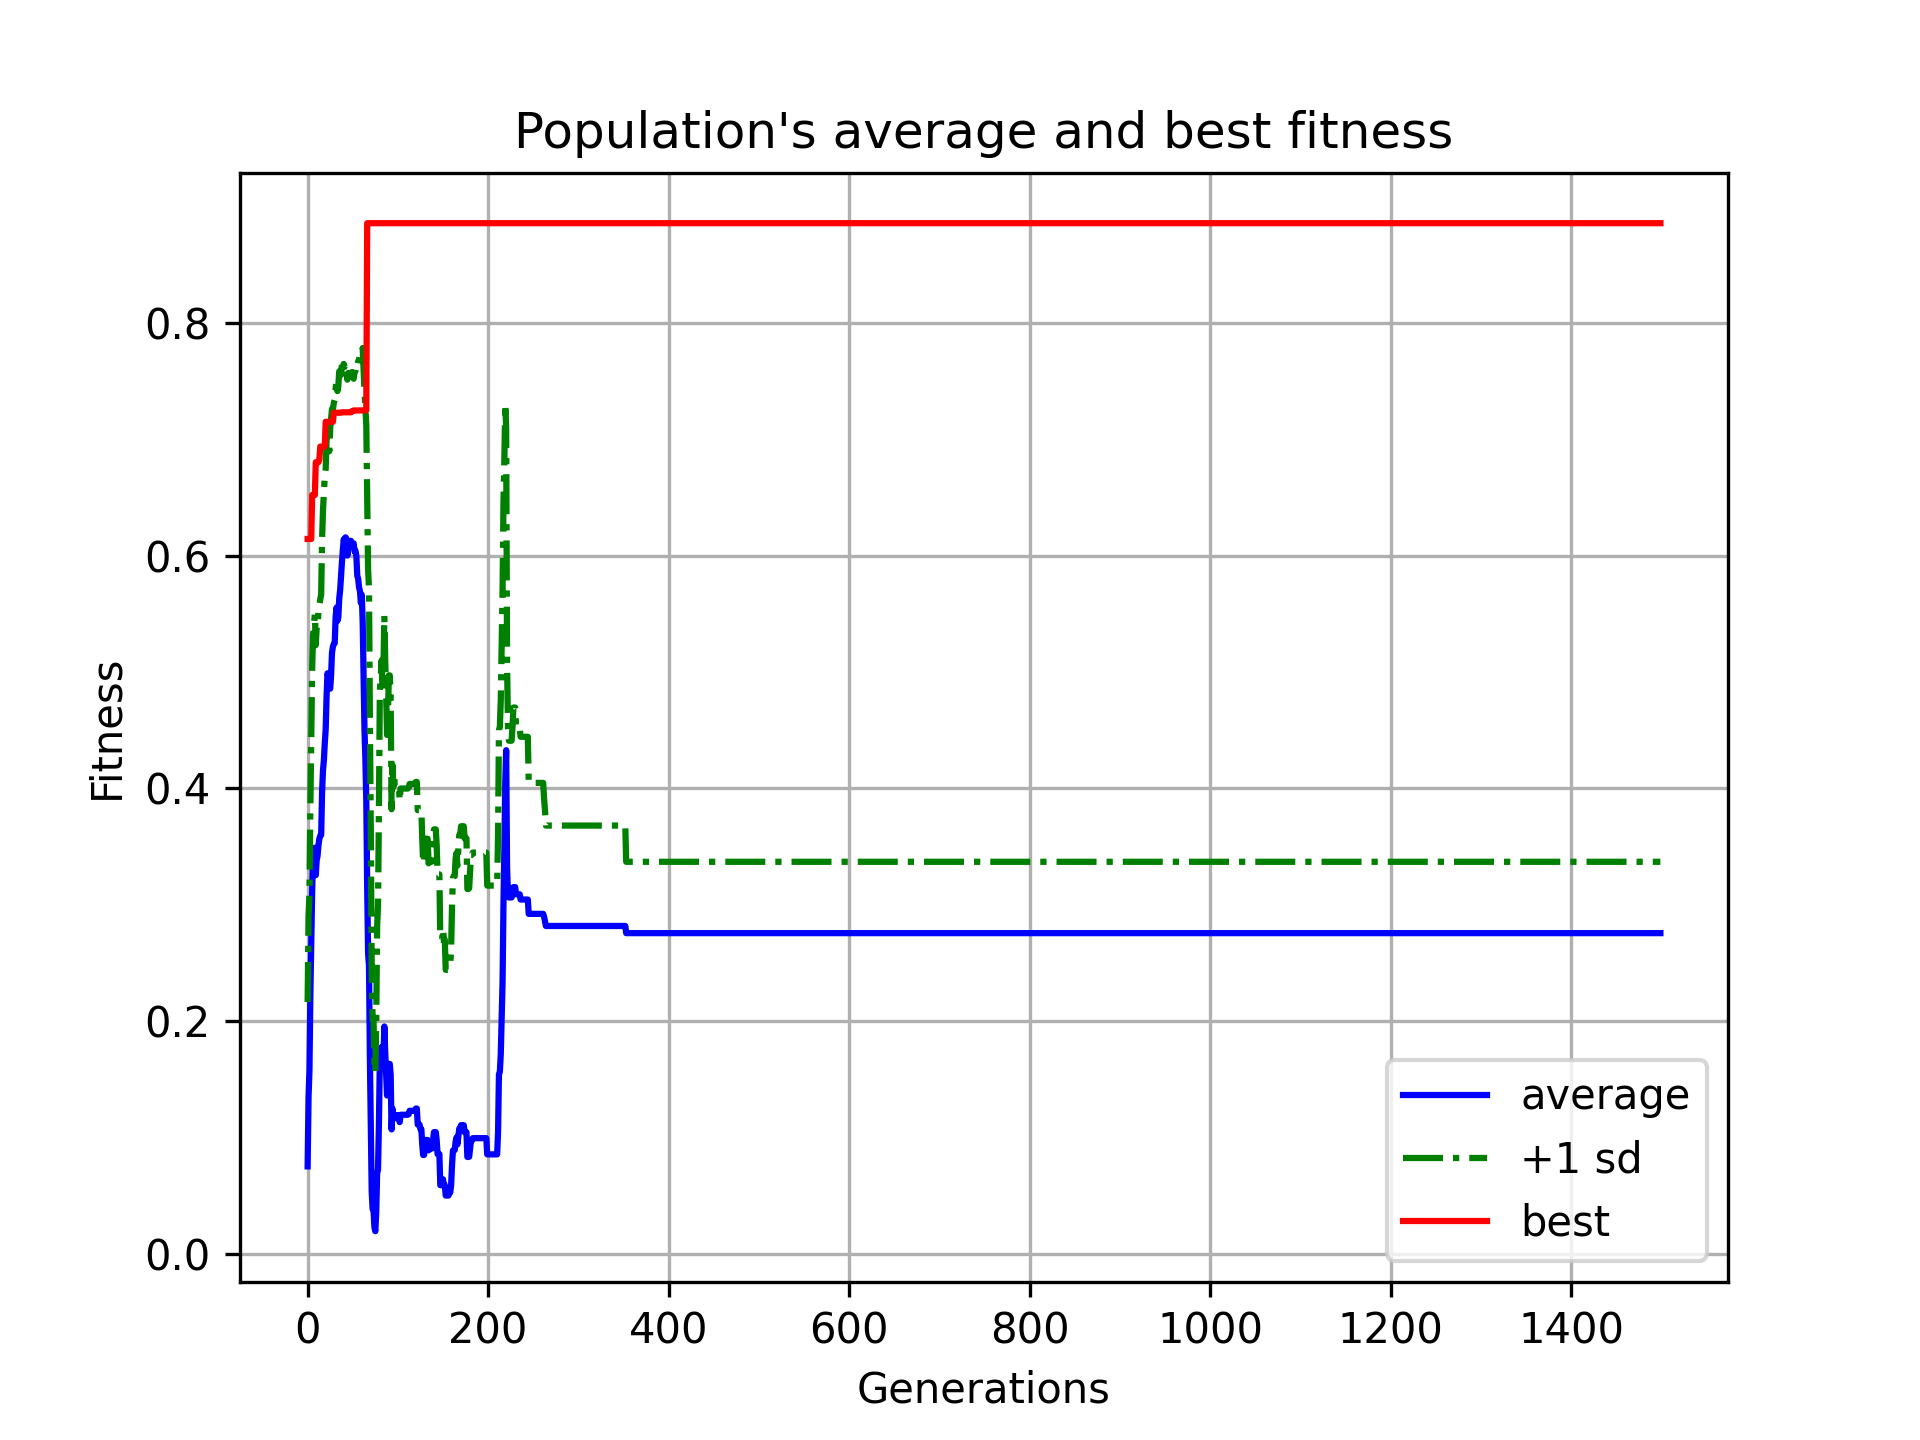 Population's average and best fitness
Fitness
0.8
0.6
0.4
0.2
0.0
average
+1 sd
best
0 200 400 600 800 1000 1200 1400
Generations